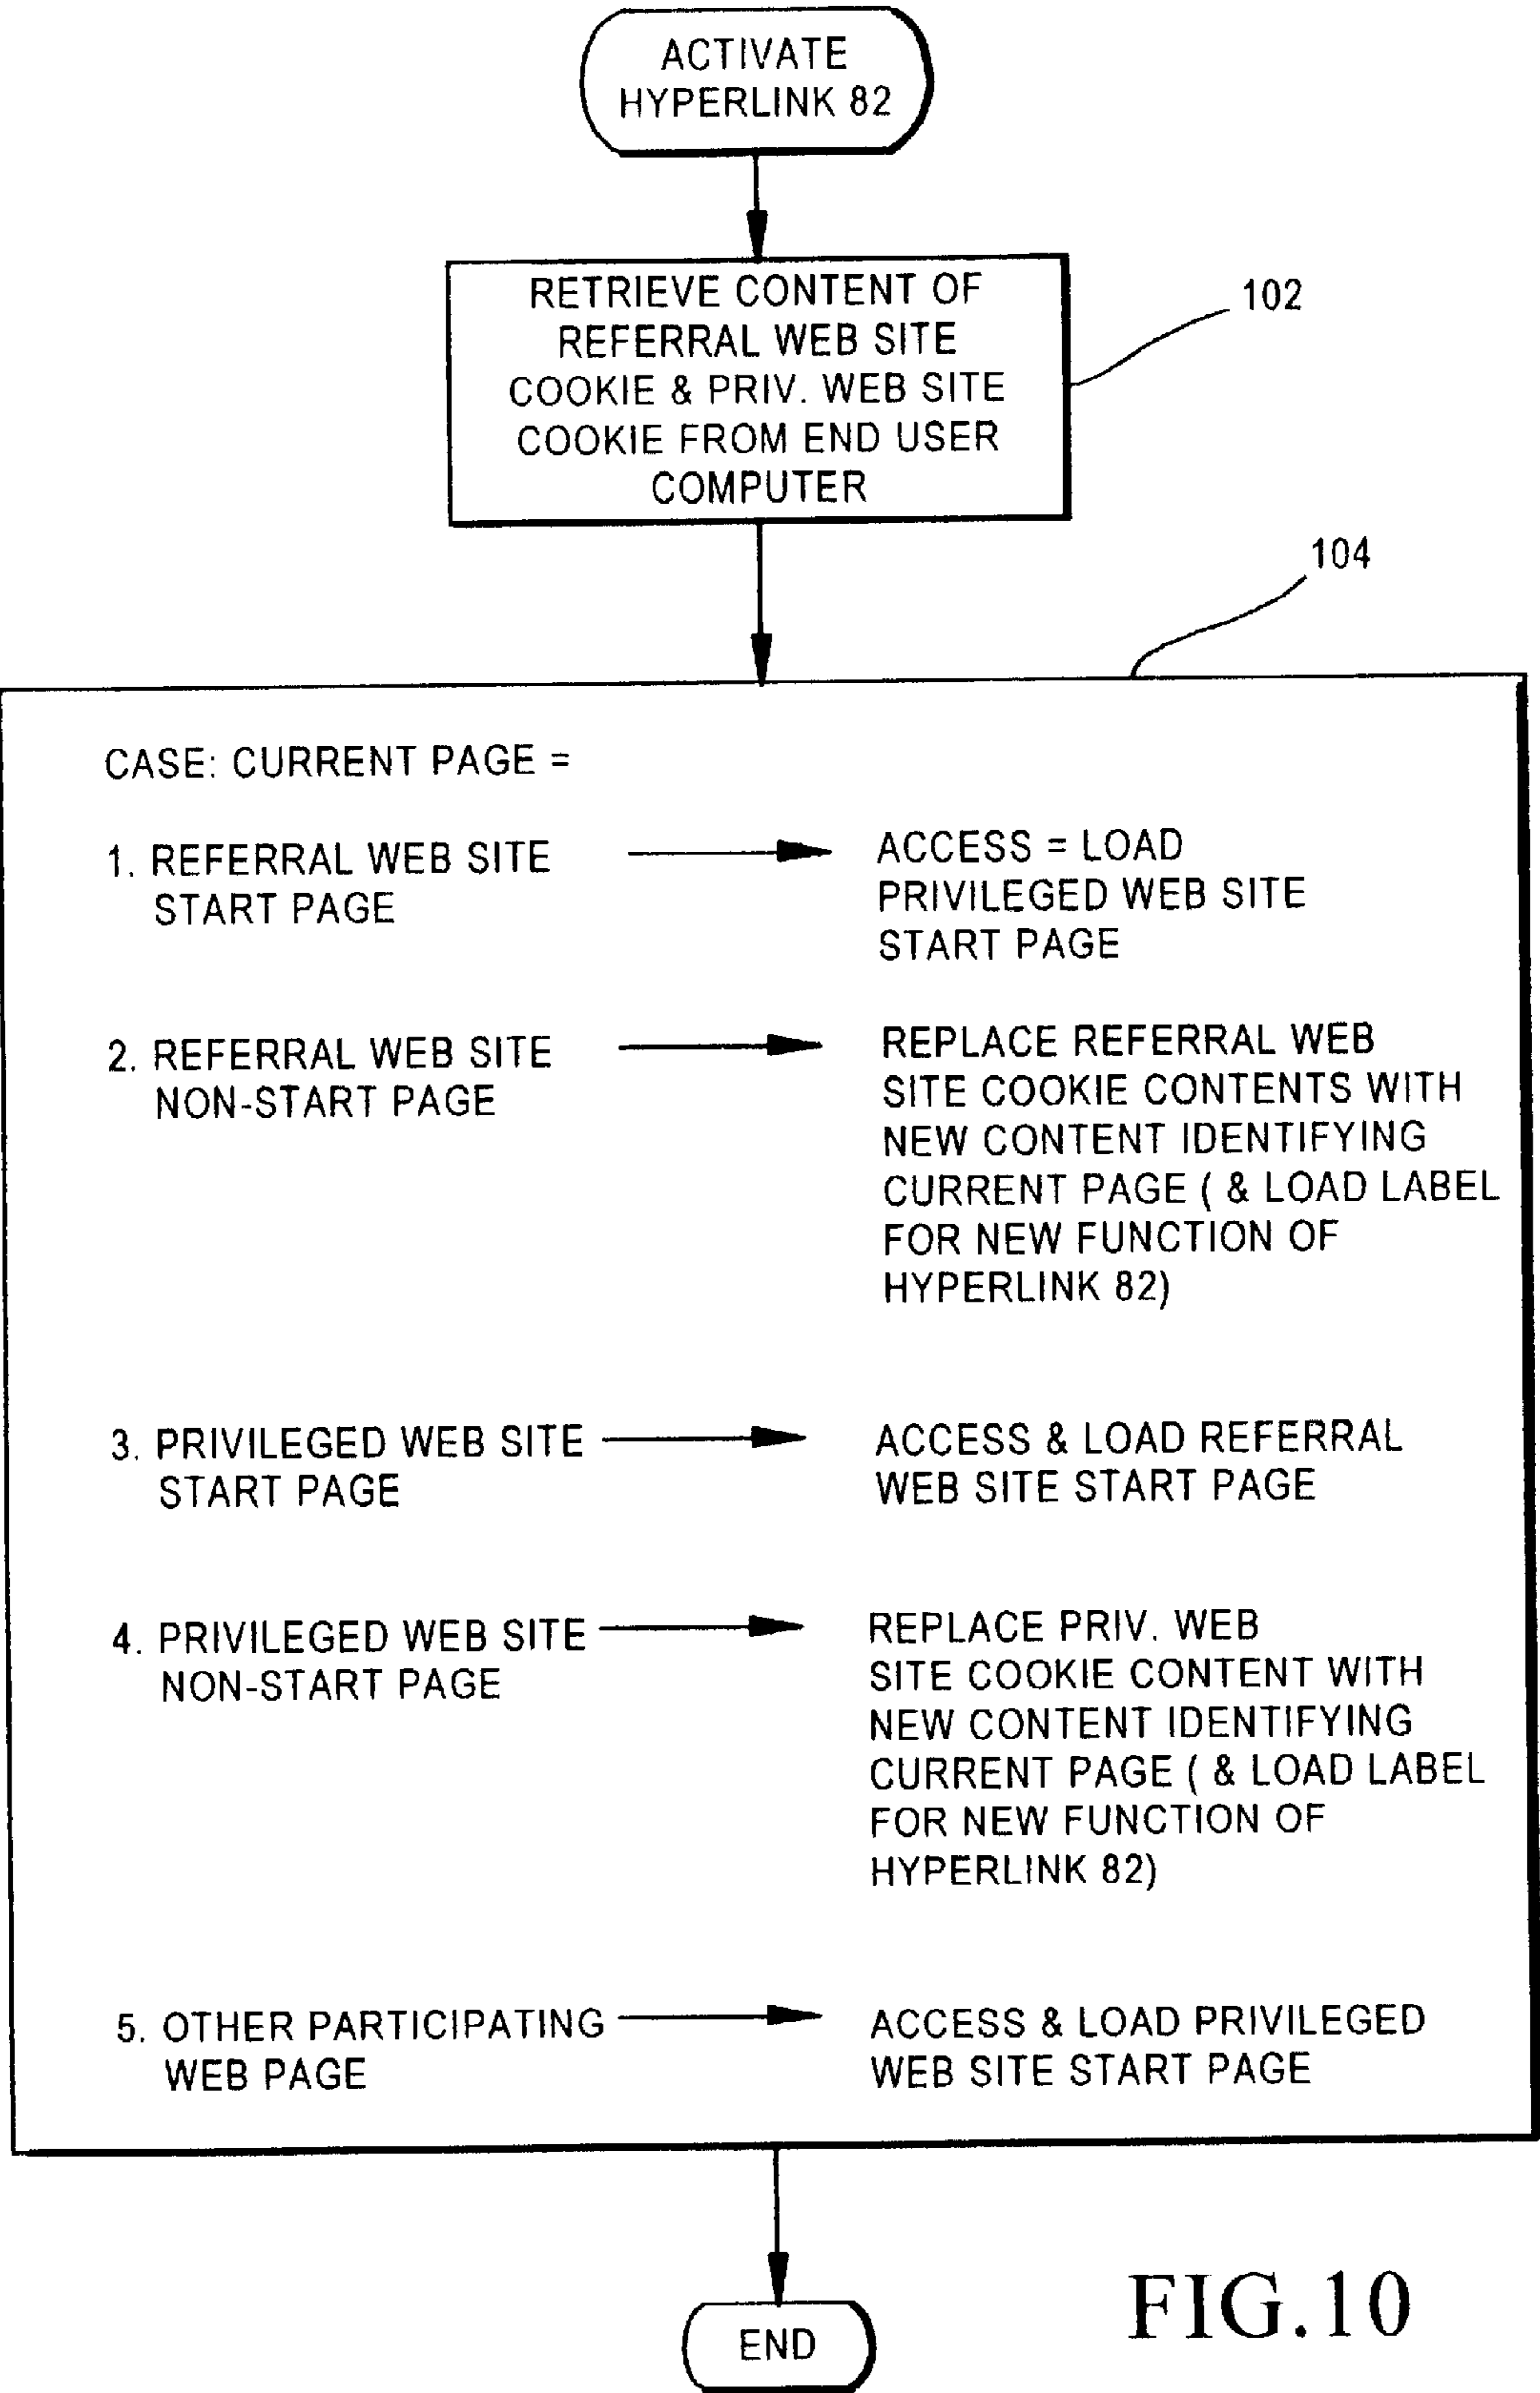 ACTIVATE
HYPERLINK 82
RETRIEVE CONTENT OF
REFERRAL WEB SITE
COOKIE & PRIV. WEB SITE
COOKIE FROM END USER
COMPUTER
102
104
CASE: CURRENT PAGE =
1. REFERRAL WEB SITE
START PAGE
ACCESS = LOAD
PRIVILEGED WEB SITE
START PAGE
2. REFERRAL WEB SITE
NON-START PAGE
REPLACE REFERRAL WEB
SITE COOKIE CONTENTS WITH
NEW CONTENT IDENTIFYING
CURRENT PAGE ( & LOAD LABEL
FOR NEW FUNCTION OF
HYPERLINK 82)
3. PRIVILEGED WEB SITE
START PAGE
ACCESS & LOAD REFERRAL
WEB SITE START PAGE
4. PRIVILEGED WEB SITE
NON-START PAGE
REPLACE PRIV. WEB
SITE COOKIE CONTENT WITH
NEW CONTENT IDENTIFYING
CURRENT PAGE ( & LOAD LABEL
FOR NEW FUNCTION OF
HYPERLINK 82)
5. OTHER PARTICIPATING
WEB PAGE
ACCESS & LOAD PRIVILEGED
WEB SITE START PAGE
END
FIG.10